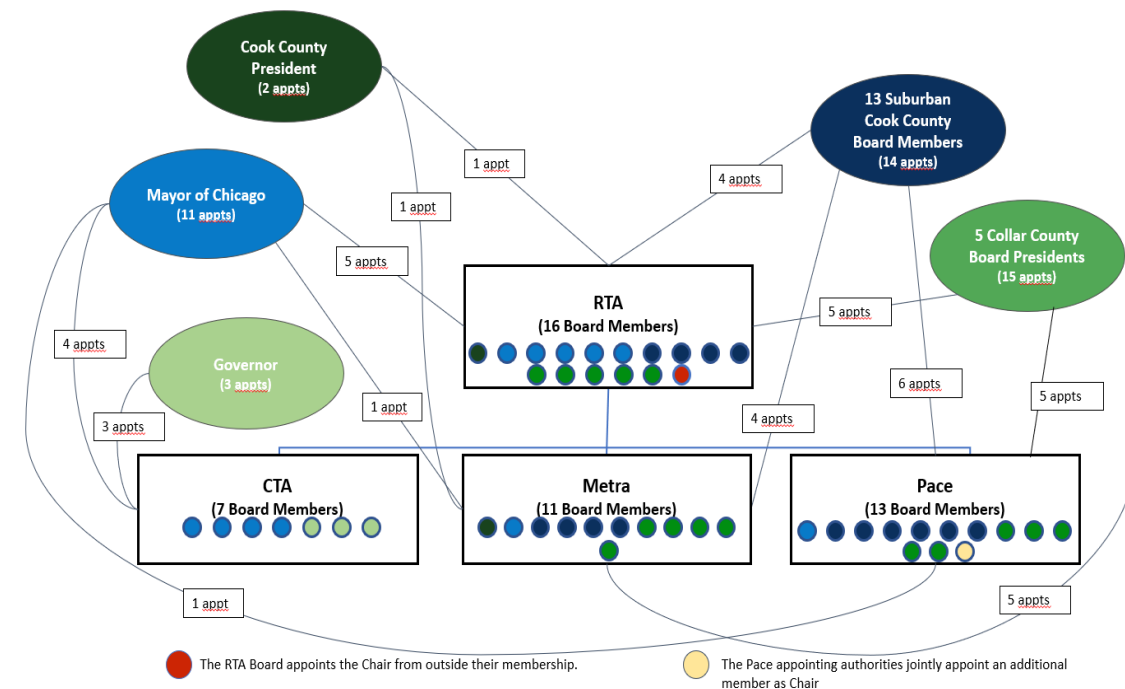 Cook County
President
(2 appts)
13 Suburban
Cook County
Board Members
(14 appts)
Mayor of Chicago
(11 appts)
5 Collar County
Board Presidents
(15 appts)
Governor
(3 appts)
1 appt
4 appts
1 appt
5 appts
5 appts
4 appts
3 appts
1 appt
4 appts
6 appts
5 appts
RTA
(16 Board Members)
CTA
(7 Board Members)
Metra
(11 Board Members)
Pace
(13 Board Members)
1 appt
5 appts
The RTA Board appoints the Chair from outside their membership.
The Pace appointing authorities jointly appoint an additional
member as Chair